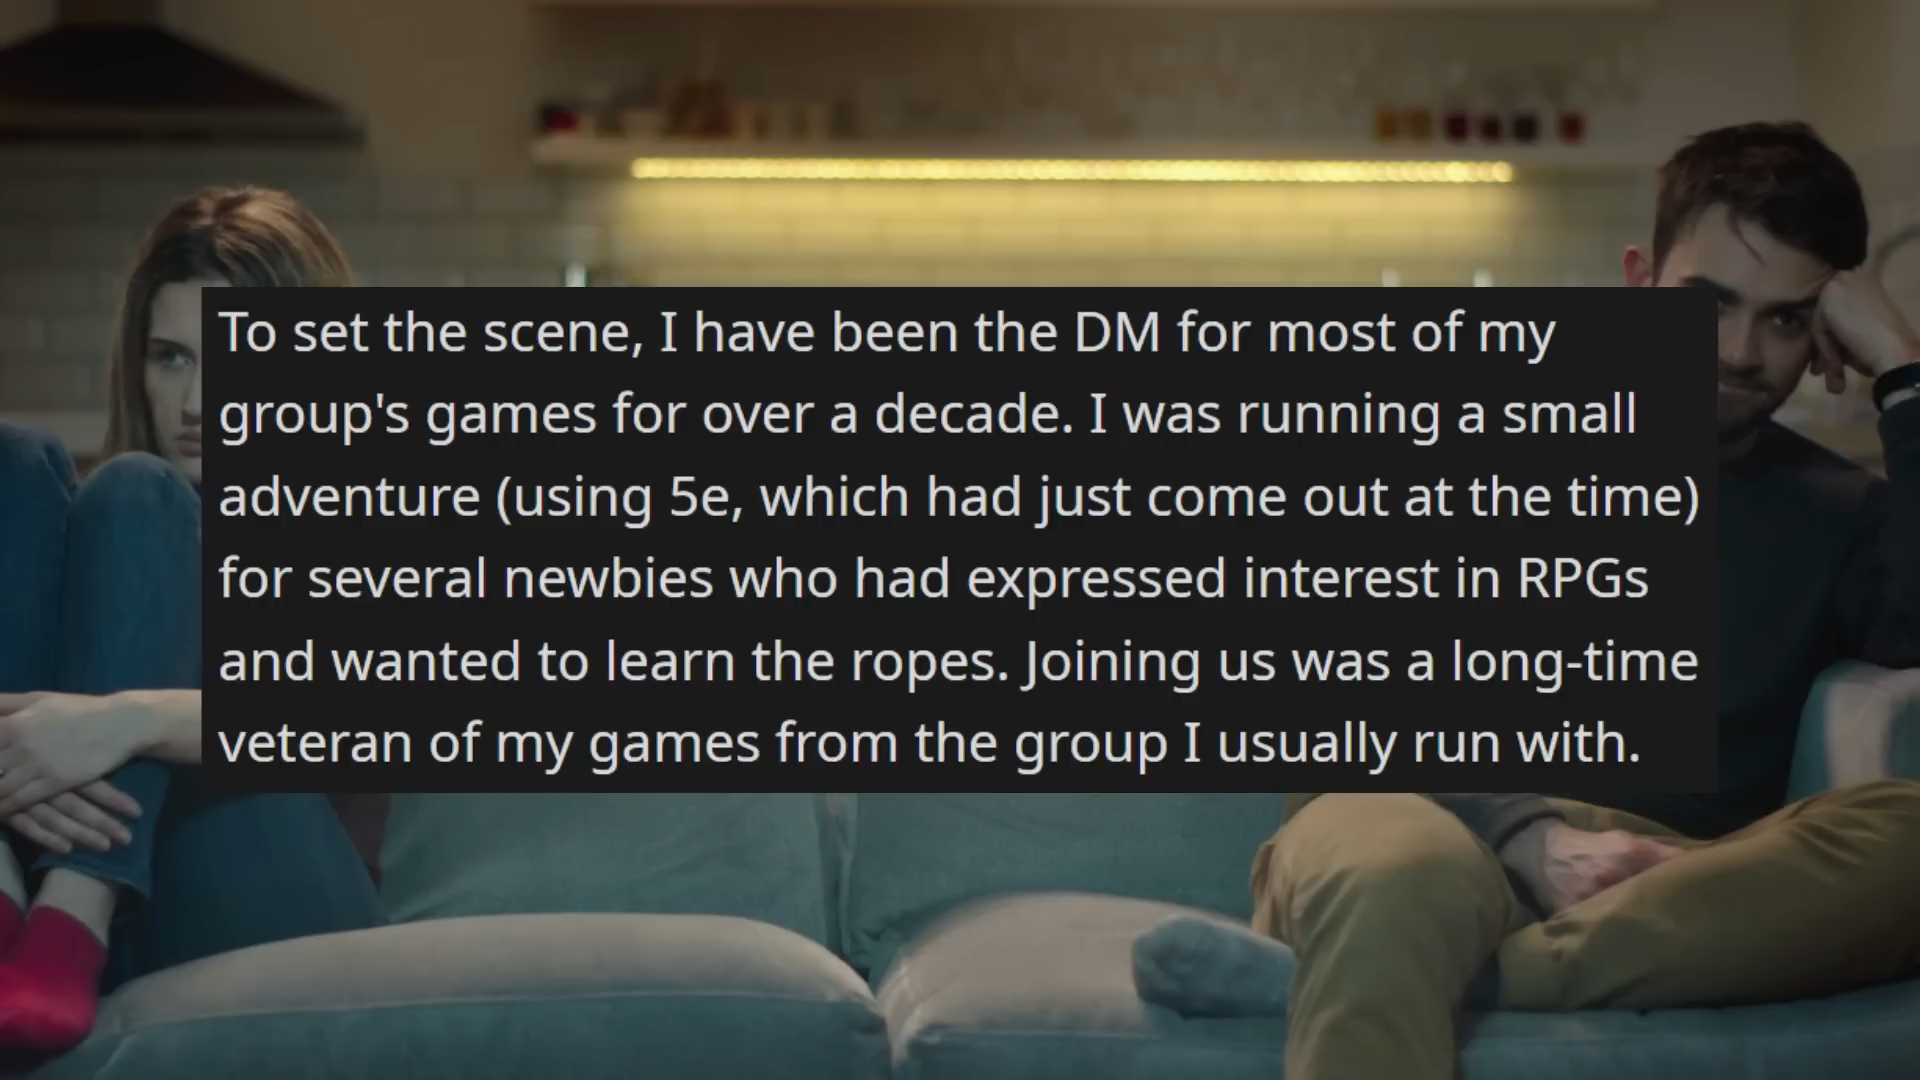 To set the scene, I have been the DM for most of my
group's games for over a decade. I was running a small
adventure (using 5e, which had just come out at the time)
for several newbies who had expressed interest in RPGs
and wanted to learn the ropes. Joining us was a long-time
veteran of my games from the group I usually run with.